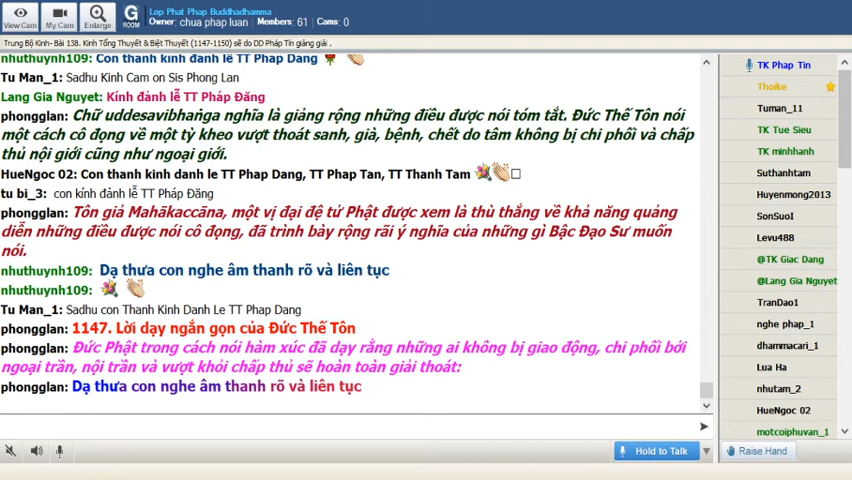 View Cam
My Cam
Enlarge
G
ROOM
Lop Phat Phap Buddhadhamma
Owner: chua phap luan
Members: 61
Cams: 0
Trung Bộ Kinh- Bài 138. Kinh Tổng Thuyết & Biệt Thuyết (1147-1150) sẽ do DD Pháp Tín giảng giải .
nhuthuynh109: Con thanh kinh đanh lê TT Phap Dang
Tu Man_1: Sadhu Kinh Cam on Sis Phong Lan
Lang Gia Nguyet: Kính đảnh lễ TT Pháp Đăng
phongglan: Chữ uddesavibhaṅga nghĩa là giảng rộng những điều được nói tóm tắt. Đức Thế Tôn nói
một cách cô đọng về một tỳ kheo vượt thoát sanh, già, bệnh, chết do tâm không bị chi phối và chấp
thủ nội giới cũng như ngoại giới.
HueNgoc 02: Con thanh kinh danh le TT Phap Dang, TT Phap Tan, TT Thanh Tam
tu bi_3: con kính đảnh lễ TT Pháp Đăng
phongglan: Tôn giả Mahākaccāna, một vị đại đệ tử Phật được xem là thù thắng về khả năng quảng
diễn những điều được nói cô đọng, đã trình bày rộng rãi ý nghĩa của những gì Bậc Đạo Sư muốn
nói.
nhuthuynh109: Dạ thưa con nghe âm thanh rõ và liên tục
nhuthuynh109:
Tu Man_1: Sadhu con Thanh Kinh Danh Le TT Phap Dang
phongglan: 1147. Lời dạy ngắn gọn của Đức Thế Tôn
phongglan: Đức Phật trong cách nói hàm xúc đã dạy rằng những ai không bị giao động, chi phối bới
ngoại trần, nội trần và vượt khỏi chấp thủ sẽ hoàn toàn giải thoát:
phongglan: Dạ thưa con nghe âm thanh rõ và liên tục
Hold to Talk
TK Phap Tin
Thoike
Tuman_11
TK Tue Sieu
TK minhhanh
Suthanhtam
Huyenmong2013
SonSuoI
Levu488
@TK Giac Dang
@Lang Gia Nguyet
TranDao1
nghe phap_1
dhammacari_1
Lua Ha
nhutam_2
HueNgoc 02
motcoiphuvan_1
Raise Hand